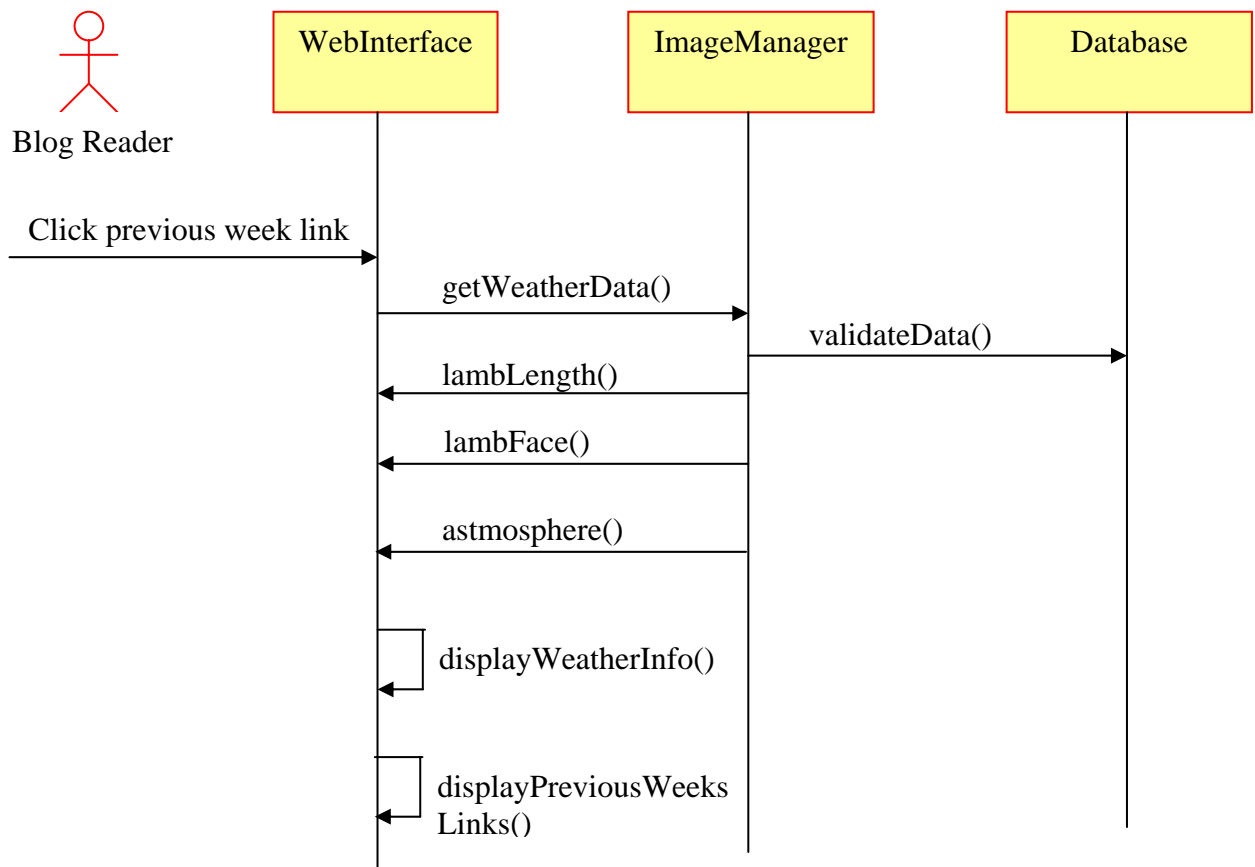 WebInterface
ImageManager
Database
Blog Reader
Click previous week link
getWeatherData()
validateData()
lambLength()
lambFace()
astmosphere()
displayWeatherInfo()
displayPreviousWeeks
Links()